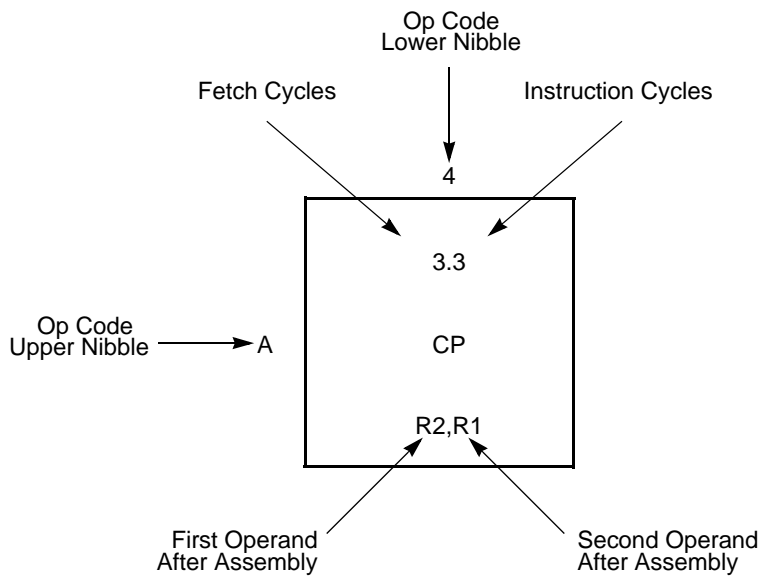 Op Code
Lower Nibble
Fetch Cycles
Instruction Cycles
4
3.3
Op Code
Upper Nibble
A
CP
R2,R1
First Operand
After Assembly
Second Operand
After Assembly